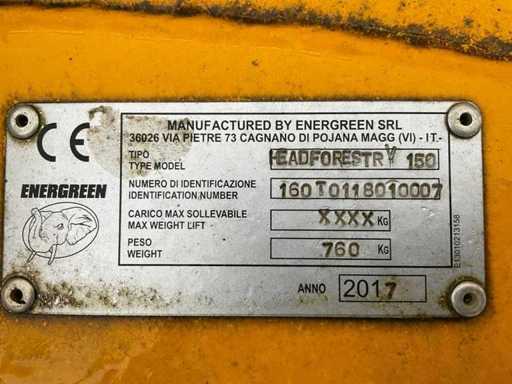 CE
MANUFACTURED BY ENERGREEN SRL
36026 VIA PIETRE 73 CAGNANO DI POJANA MAGG (VI) - IT.-
TIPO
TYPE MODEL
HEADFORESTRY 150
ENERGREEN
NUMERO DI IDENTIFICAZIONE
IDENTIFICATION NUMBER
160T0118010007
CARICO MAX SOLLEVABILE
MAX WEIGHT LIFT
XXXX Kg
PESO
WEIGHT
760 Kg
ANNO 2017